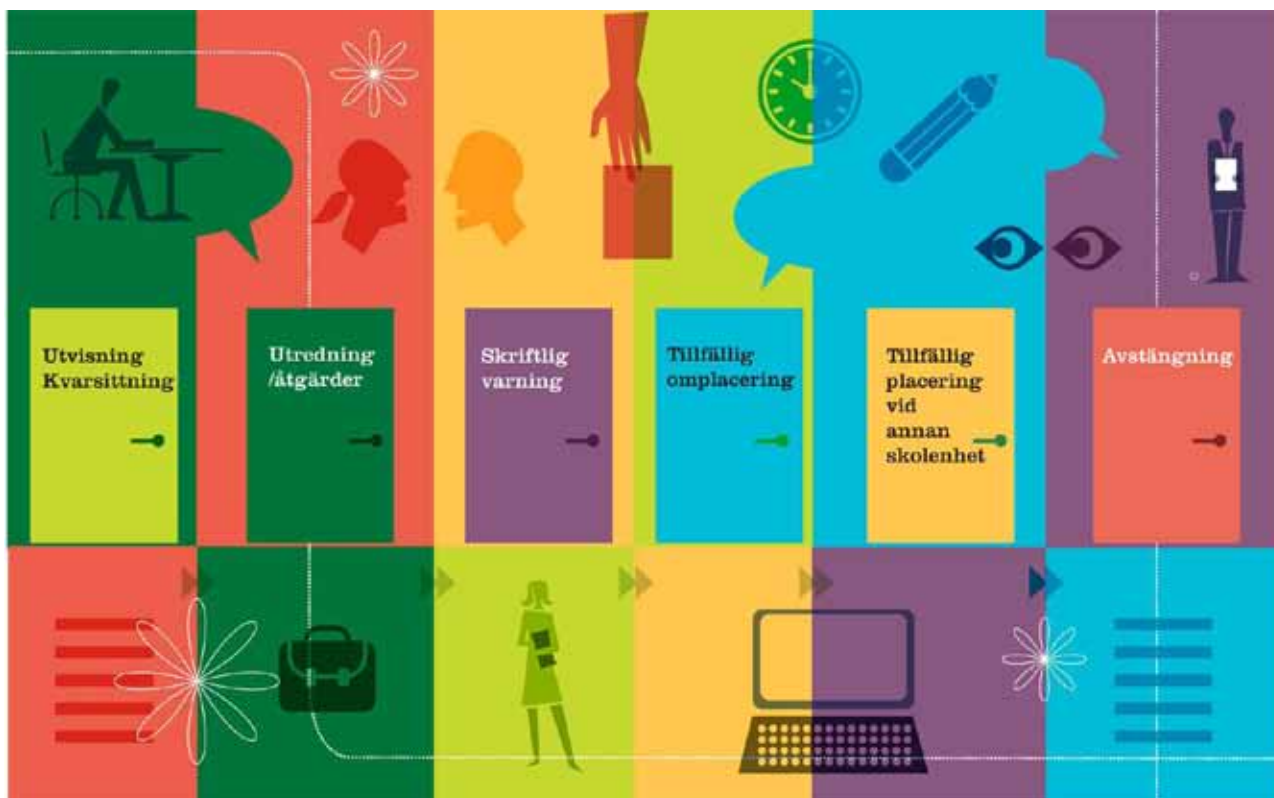 Utvisning
Kvarsittning
Utredning
/åtgärder
Skriftlig
varning
Tillfällig
omplacering
Tillfällig
placering
vid
annan
skolenhet
Avstängning